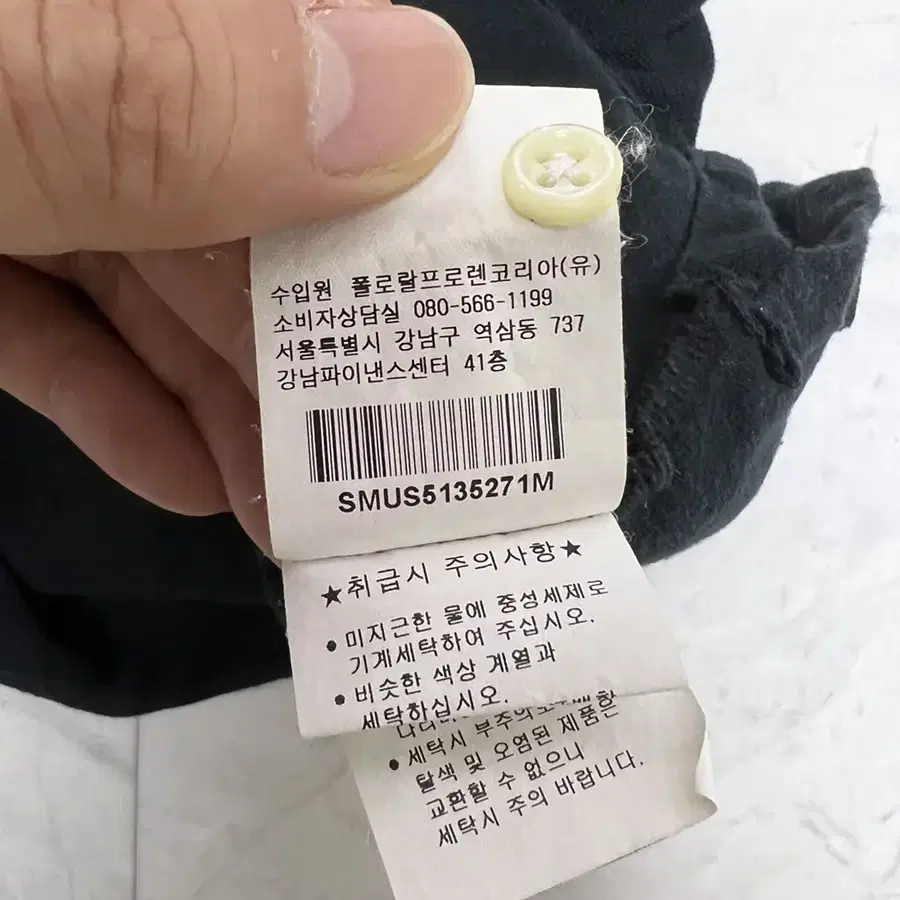 수입원 폴로랄프로렌코리아(유)
소비자상담실 080-566-1199
서울특별시 강남구 역삼동 737
강남파이낸스센터 41층
SMUS5135271M
★취급시 주의사항★
● 미지근한 물에 중성세제로
기계세탁하여 주십시오.
● 비슷한 색상 계열과
세탁하십시오.
● 세탁시 부주의로
탈색 및 오염된 제품은
교환할 수 없으니
세탁시 주의 바랍니다.